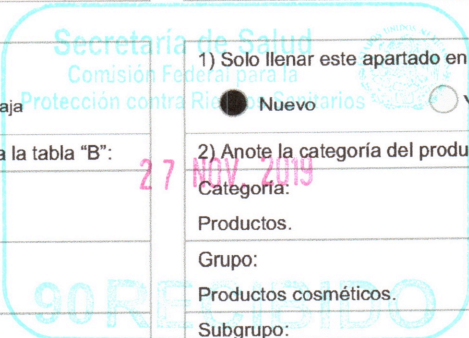 Secretaría de Salud
Comisión Federal para la
Protección contra Riesgos Sanitarios
27 NOV. 2019
90 RECIBIDO
aja
a la tabla “B”:
1) Solo llenar este apartado en
Nuevo
2) Anote la categoría del produ
Categoría:
Productos.
Grupo:
Productos cosméticos.
Subgrupo: